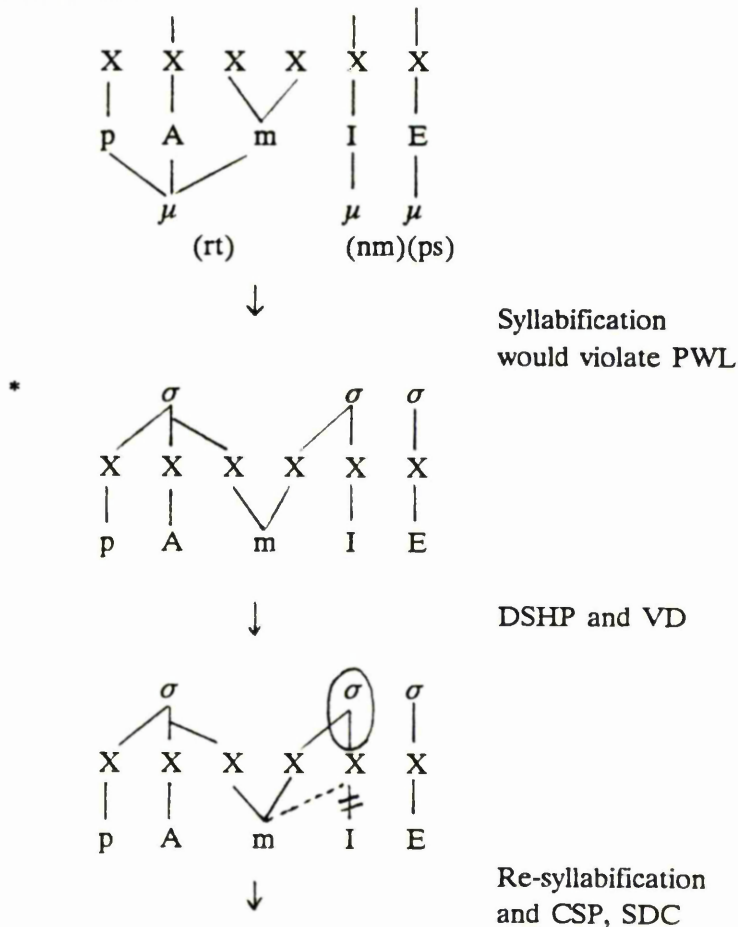 X X X X X X
p A m I E
μ μ μ
(rt) (nm)(ps)
↓
Syllabification
would violate PWL
* σ σ σ
X X X X X X
p A m I E
↓ DSHP and VD
σ σ σ
X X X X X X
p A m I E
↓
Re-syllabification
and CSP, SDC